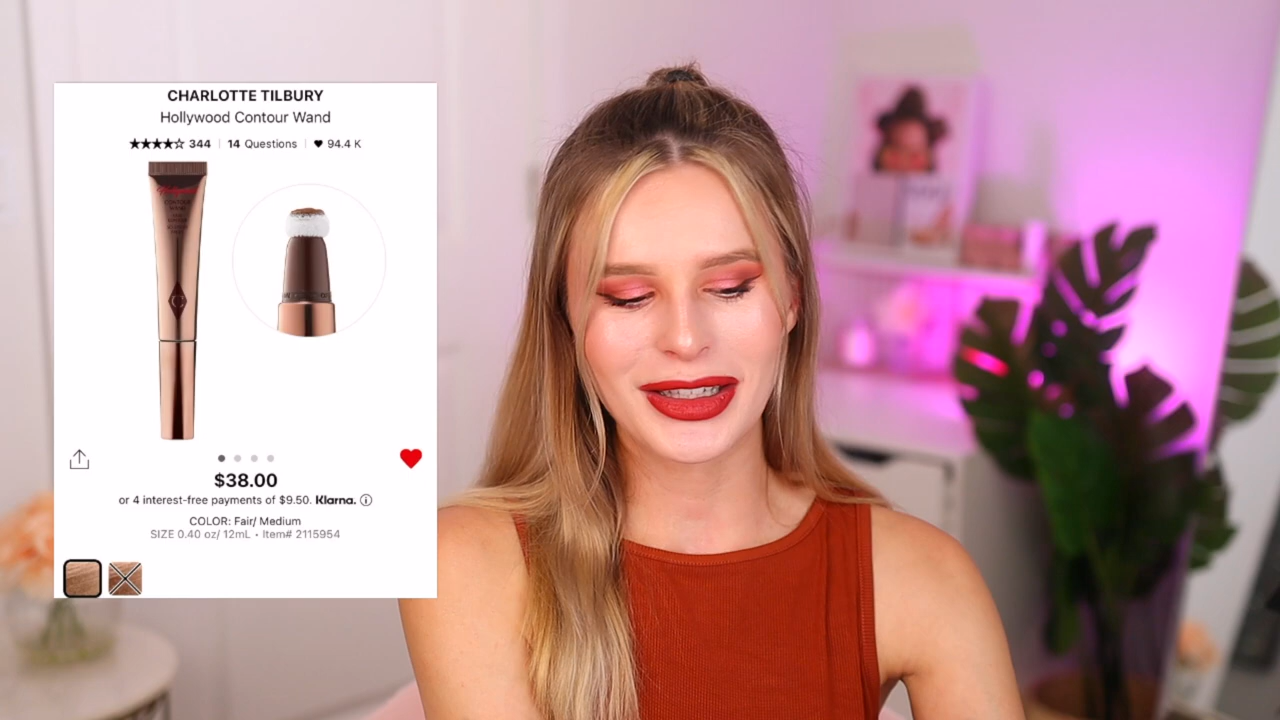 CHARLOTTE TILBURY
Hollywood Contour Wand
★★★★☆ 344 | 14 Questions | ♥ 94.4 K
$38.00
or 4 interest-free payments of $9.50. Klarna. ⓘ
COLOR: Fair/ Medium
SIZE 0.40 oz/ 12mL • Item# 2115954